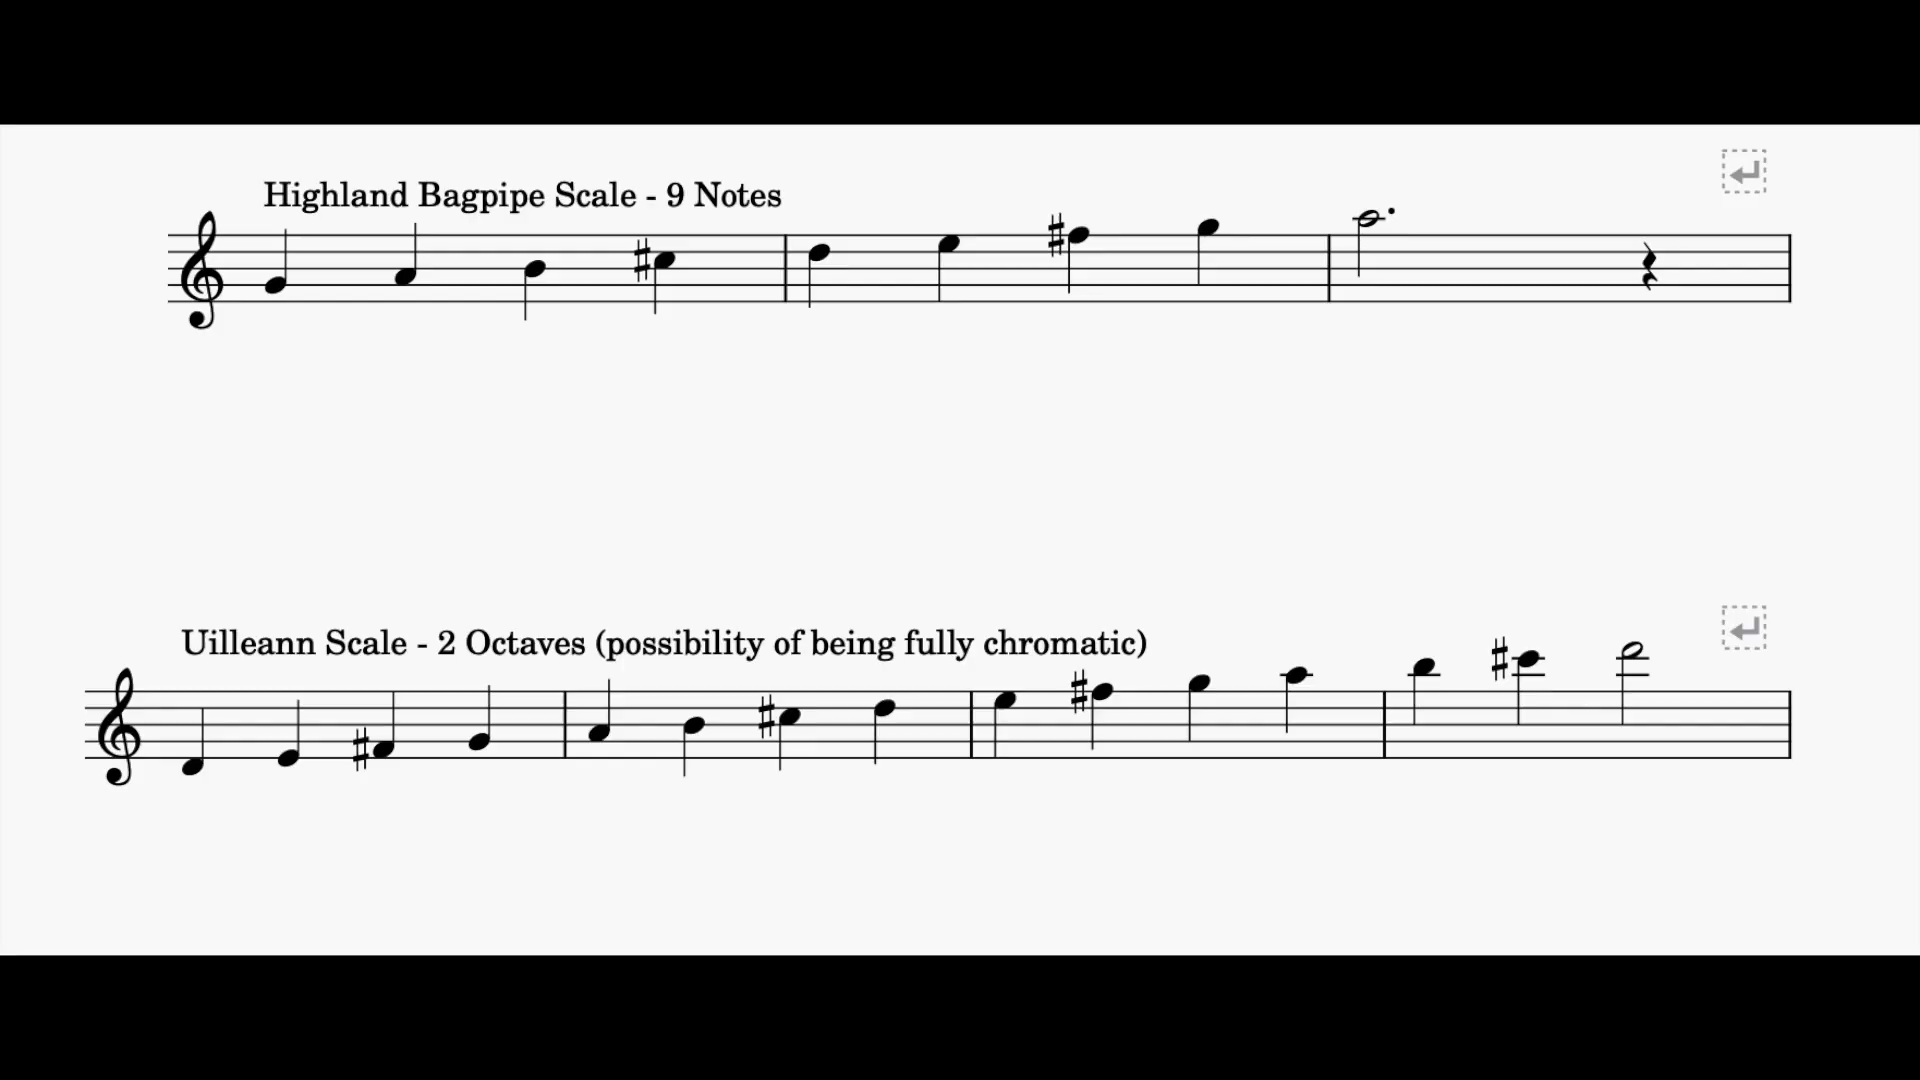 Highland Bagpipe Scale - 9 Notes
Uilleann Scale - 2 Octaves (possibility of being fully chromatic)